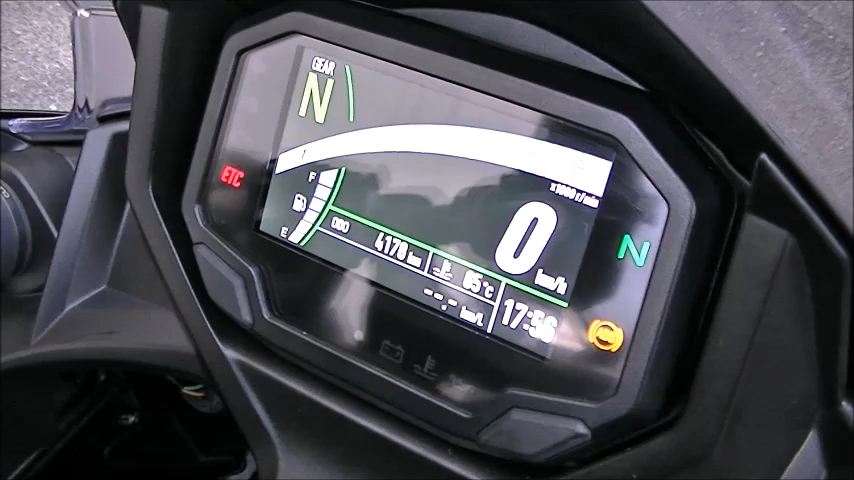 GEAR
N
x1000 r/min
ETC
F
E
ODO 4170 km
85 °C
0 km/h
N
--.- km/L
17:56